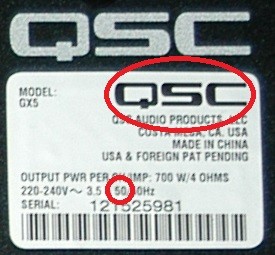 QSC
QSC
MODEL:
GX5
QSC AUDIO PRODUCTS, LLC
COSTA MESA, CA. USA
MADE IN CHINA
USA & FOREIGN PAT PENDING
OUTPUT PWR PER CH/IMP: 700 W/4 OHMS
220-240V ~ 3.5 50/60Hz
SERIAL: 121525981